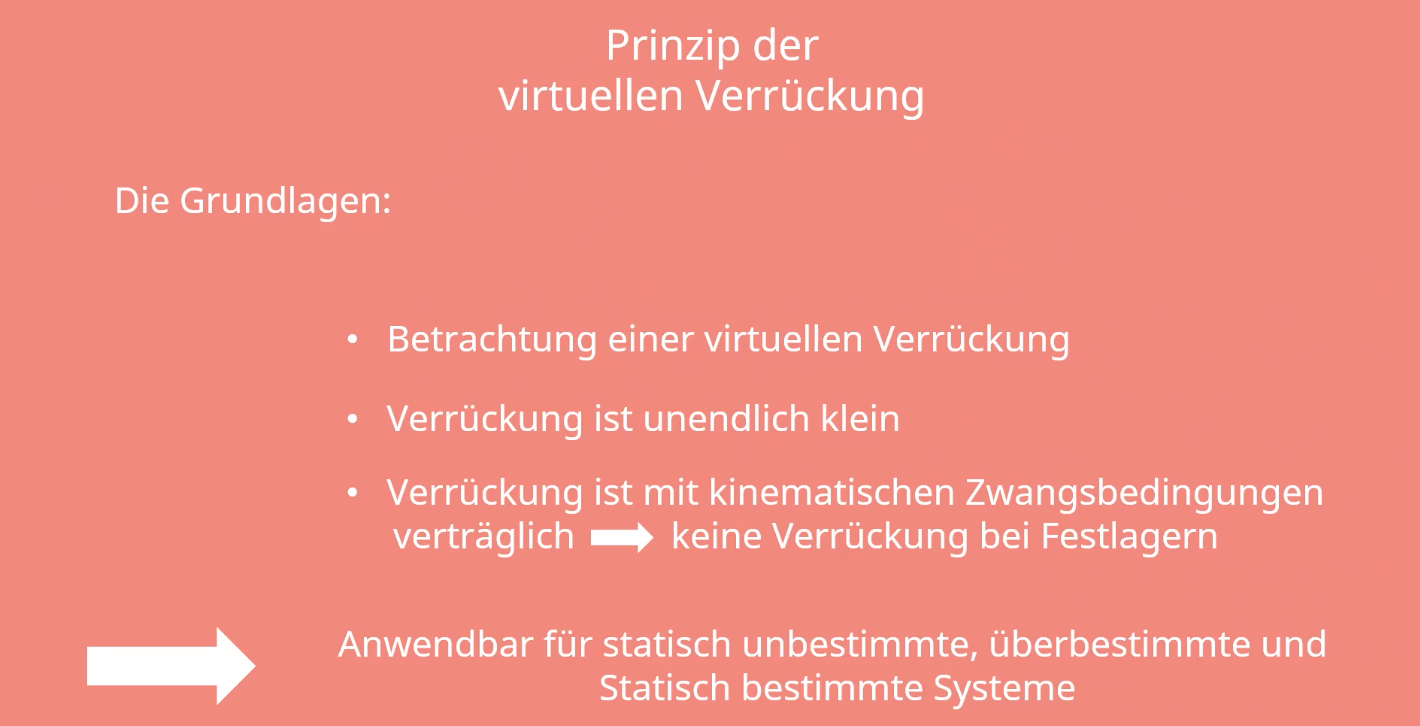 Prinzip der
virtuellen Verrückung
Die Grundlagen:
• Betrachtung einer virtuellen Verrückung
• Verrückung ist unendlich klein
• Verrückung ist mit kinematischen Zwangsbedingungen
verträglich keine Verrückung bei Festlagern
Anwendbar für statisch unbestimmte, überbestimmte und
Statisch bestimmte Systeme